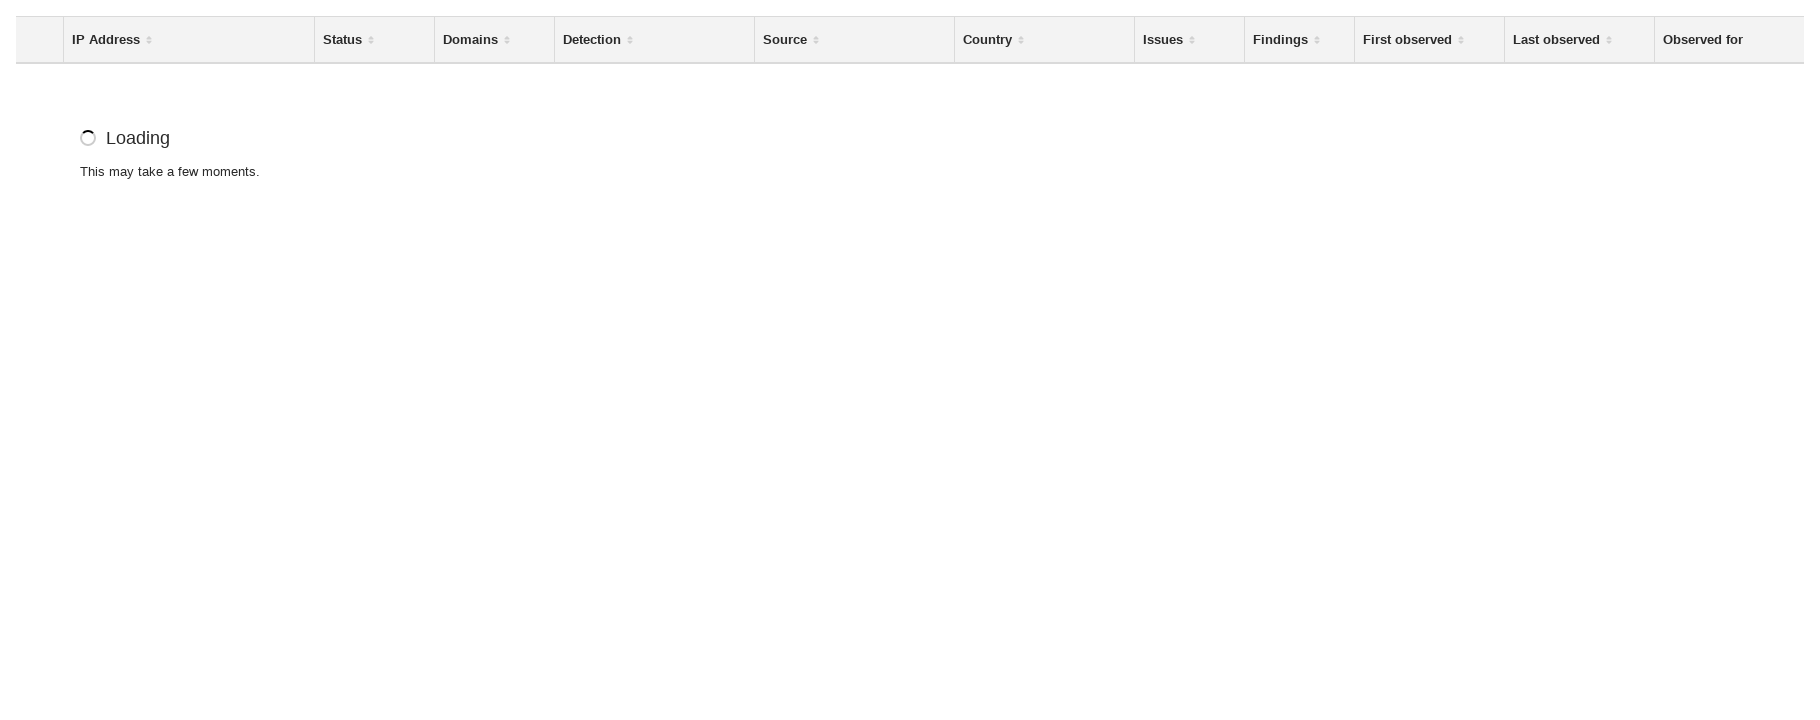 IP Address Status Domains Detection Source Country Issues Findings First observed Last observed Observed for
Loading
This may take a few moments.